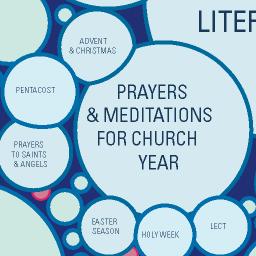 LITER
ADVENT
& CHRISTMAS
PENTACOST
PRAYERS
& MEDITATIONS
FOR CHURCH
YEAR
PRAYERS
TO SAINTS
& ANGELS
EASTER
SEASON
HOLY WEEK
LECT